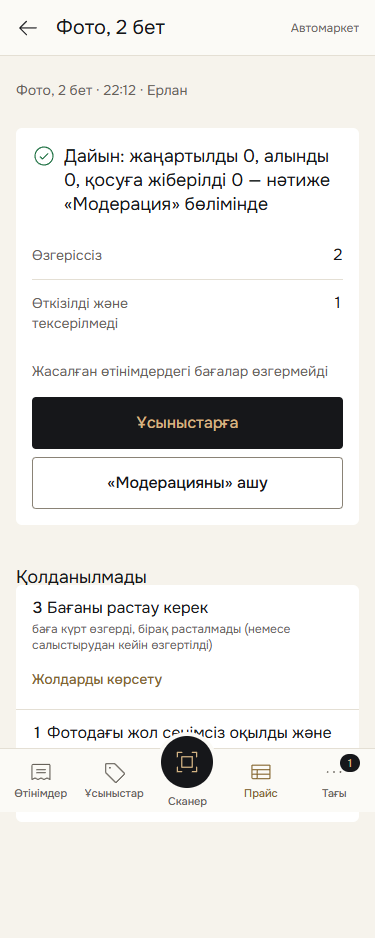 Фото, 2 бет
Автомаркет
Фото, 2 бет · 22:12 · Ерлан
Дайын: жаңартылды 0, алынды
0, қосуға жіберілді 0 — нәтиже
«Модерация» бөлімінде
Өзгеріссіз 2
Өткізілді және 1
тексерілмеді
Жасалған өтінімдердегі бағалар өзгермейді
Ұсыныстарға
«Модерацияны» ашу
Қолданылмады
3 Бағаны растау керек
баға күрт өзгерді, бірақ расталмады (немесе
салыстырудан кейін өзгертілді)
Жолдарды көрсету
1 Фотодағы жол сенімсіз оқылды және
Өтінімдер
Ұсыныстар
Сканер
Прайс
1
Тағы